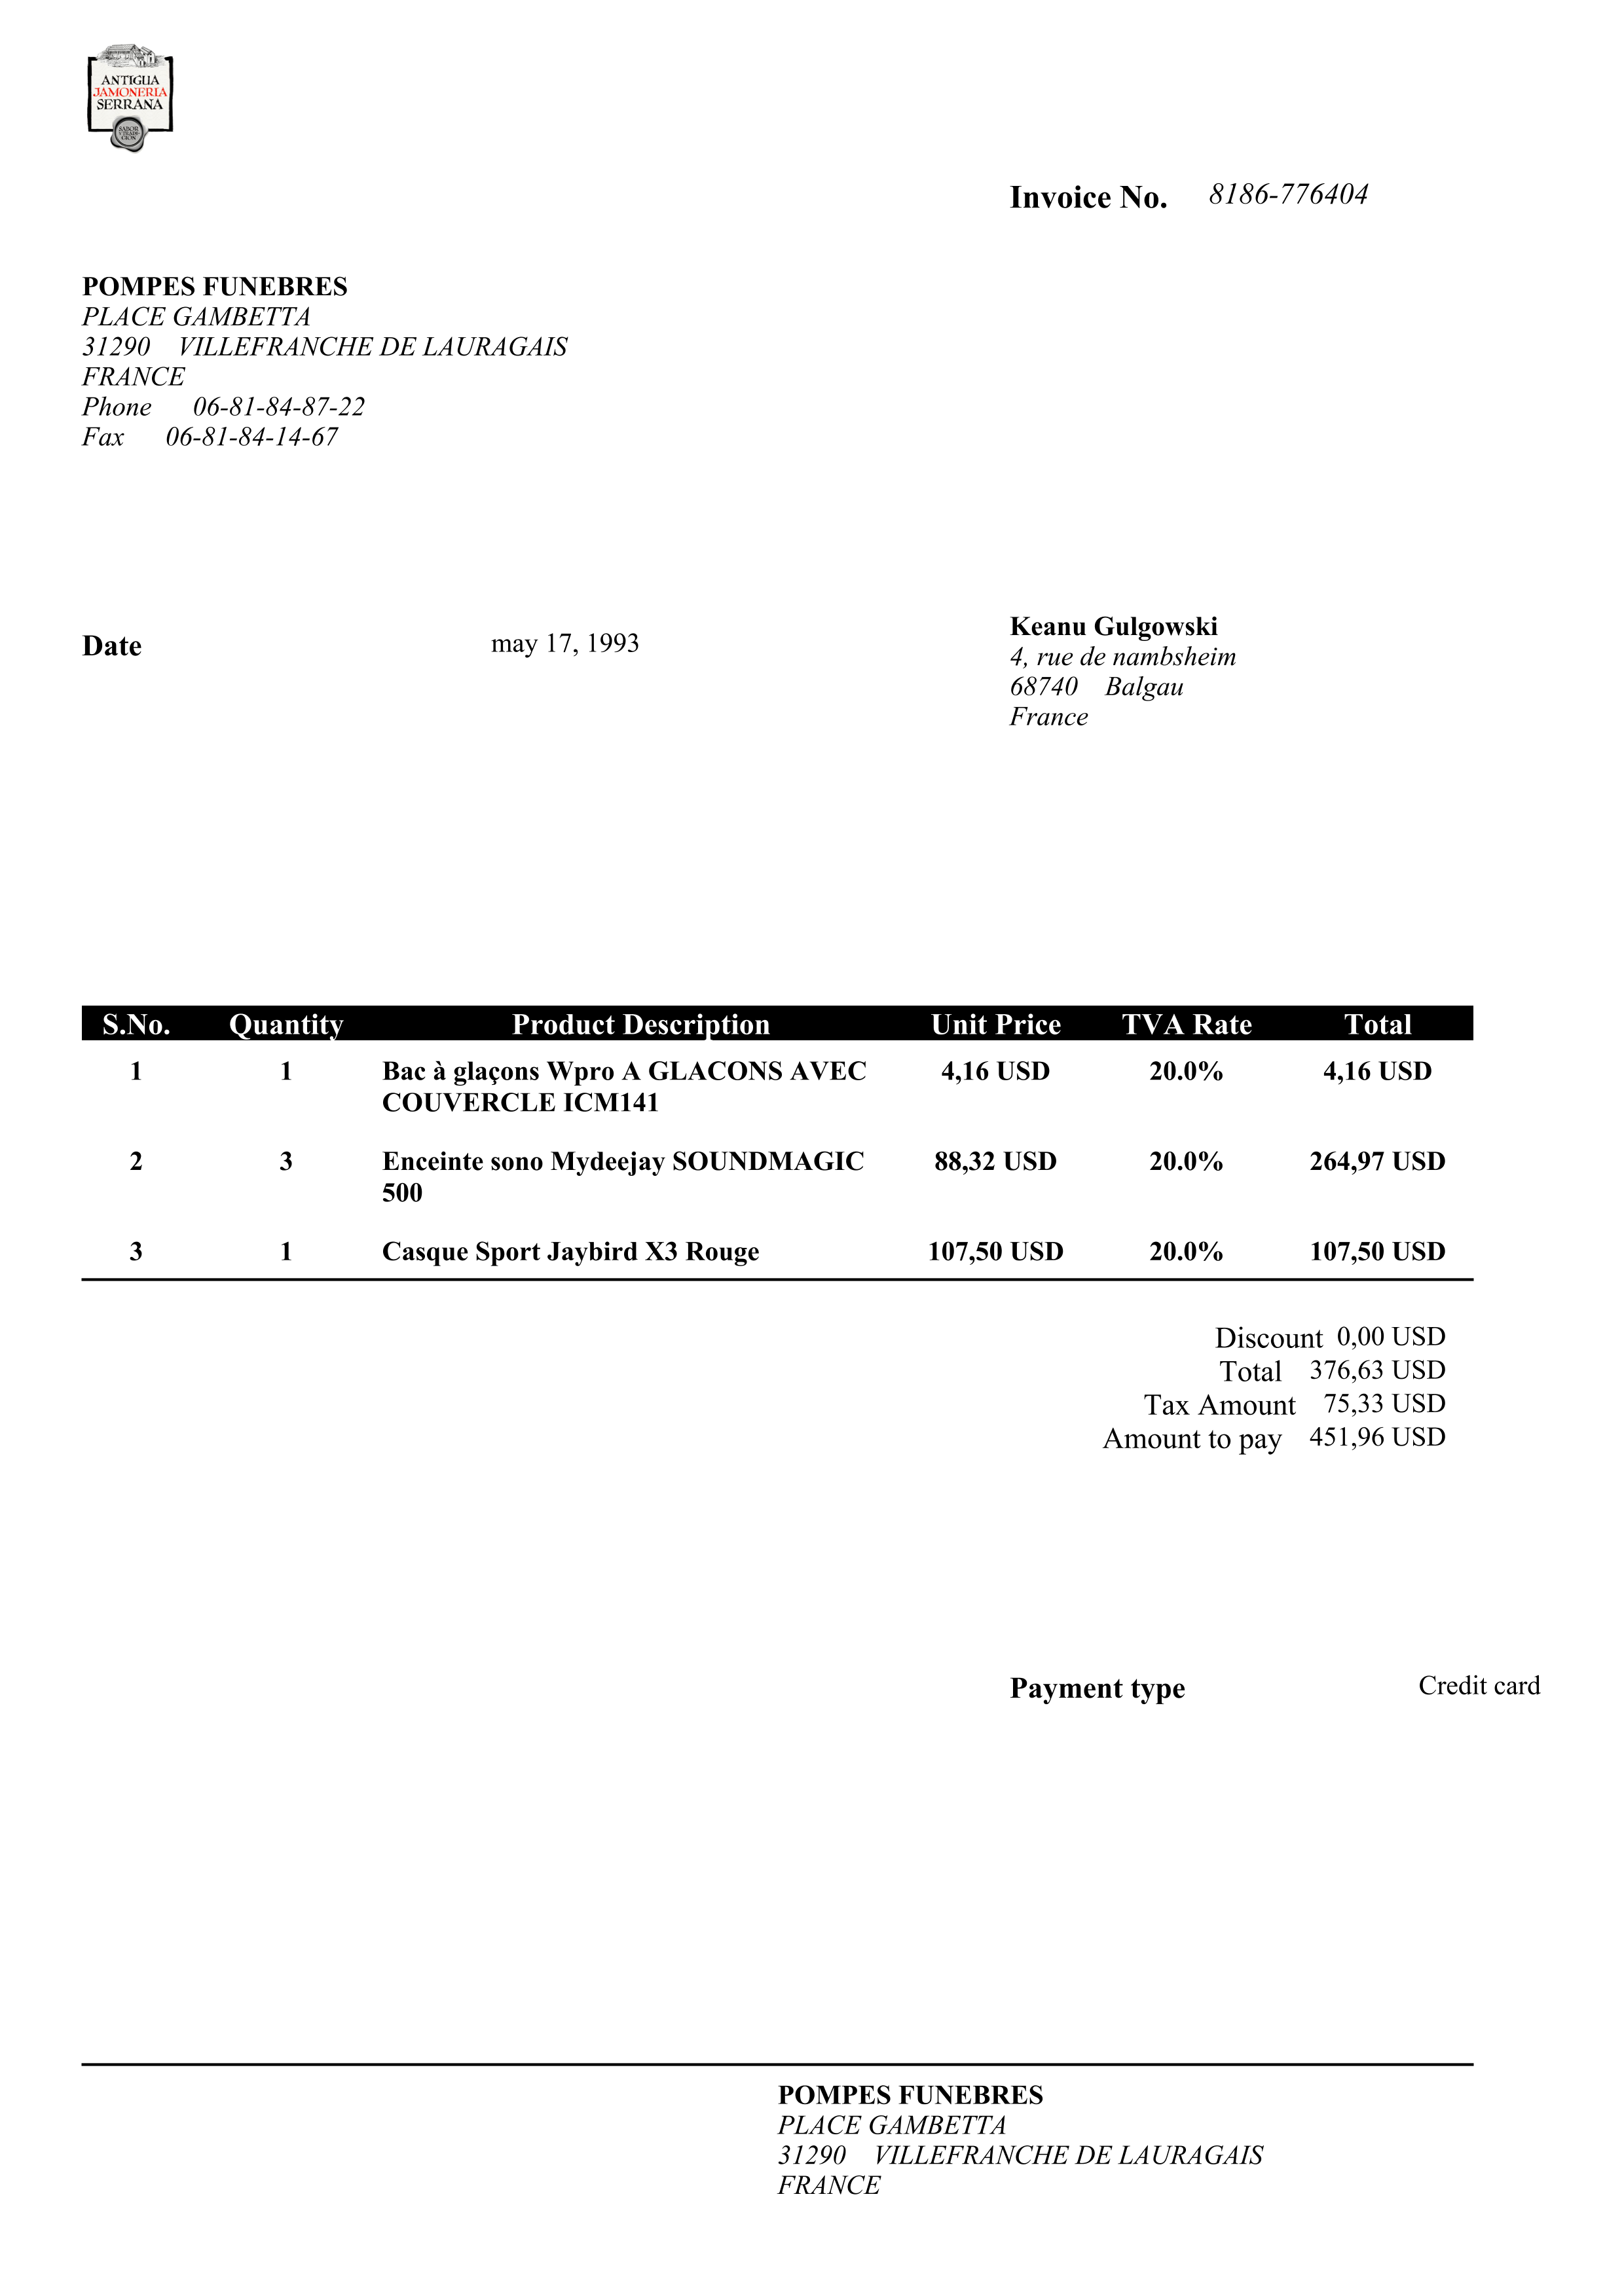 ANTIGUA
JAMONERIA
SERRANA
SABOR
Y TRADI-
CION
Invoice No. 8186-776404
POMPES FUNEBRES
PLACE GAMBETTA
31290 VILLEFRANCHE DE LAURAGAIS
FRANCE
Phone 06-81-84-87-22
Fax 06-81-84-14-67
Date may 17, 1993
Keanu Gulgowski
4, rue de nambsheim
68740 Balgau
France
S.No. Quantity Product Description Unit Price TVA Rate Total
1 1 Bac à glaçons Wpro A GLACONS AVEC 4,16 USD 20.0% 4,16 USD
COUVERCLE ICM141
2 3 Enceinte sono Mydeejay SOUNDMAGIC 88,32 USD 20.0% 264,97 USD
500
3 1 Casque Sport Jaybird X3 Rouge 107,50 USD 20.0% 107,50 USD
Discount 0,00 USD
Total 376,63 USD
Tax Amount 75,33 USD
Amount to pay 451,96 USD
Payment type Credit card
POMPES FUNEBRES
PLACE GAMBETTA
31290 VILLEFRANCHE DE LAURAGAIS
FRANCE